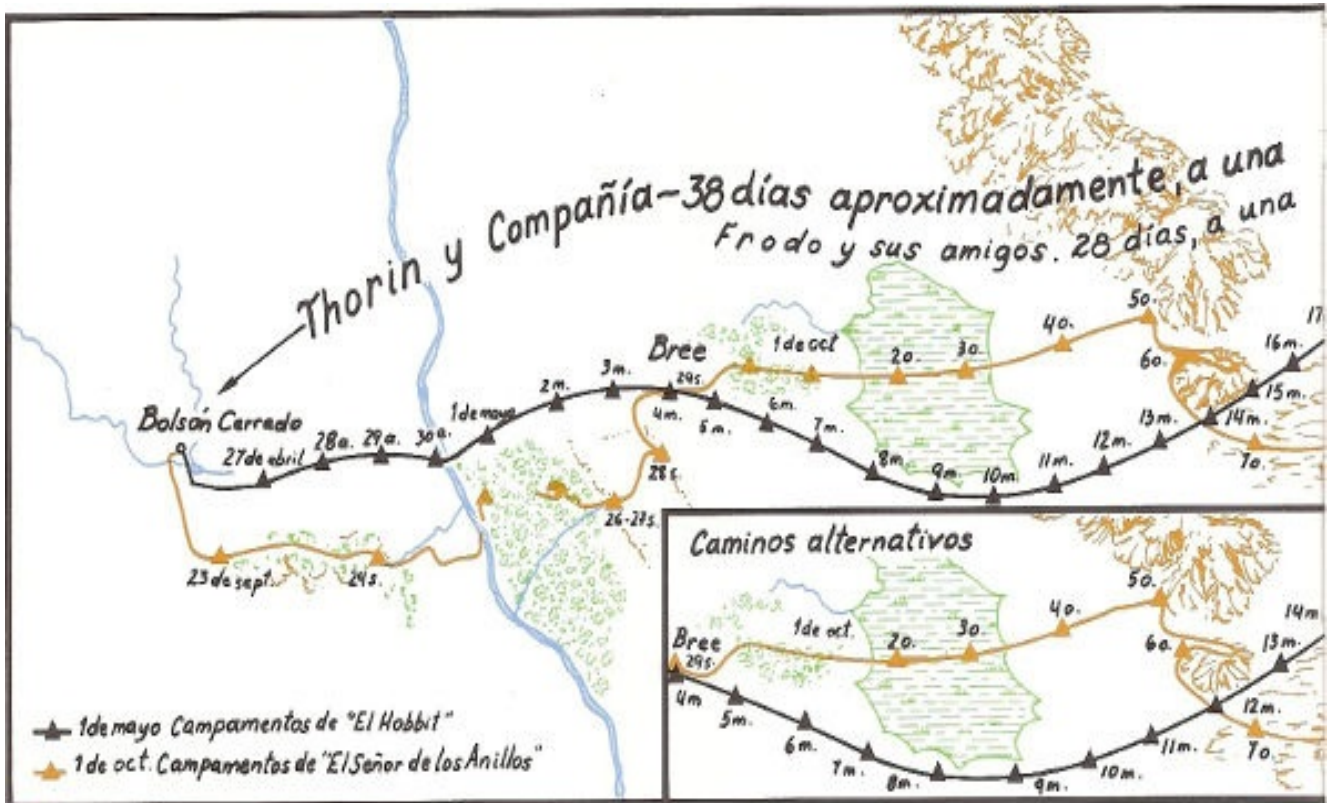 Thorin y Compañía-38 días aproximadamente, a una
Frodo y sus amigos. 28 días, a una
Bolsón Cerrado
27 de abril
28a.
29a.
30a.
1 de mayo
2m.
3m.
Bree
29s.
4m.
5m.
6m.
7m.
8m.
9m.
10m.
11m.
12m.
13m.
14m.
15m.
16m.
17
23 de sept.
24s.
26-27s.
28s.
1 de oct
2o.
3o.
4o.
5o.
6o.
7o.
Caminos alternativos
Bree
29s.
4m
5m.
6m.
7m.
8m.
9m.
10m.
11m.
12m.
13m.
14m
1 de oct.
2o.
3o.
4o.
5o.
6o.
7o.
1 de mayo Campamentos de "El Hobbit"
1 de oct. Campamentos de "El Señor de los Anillos"